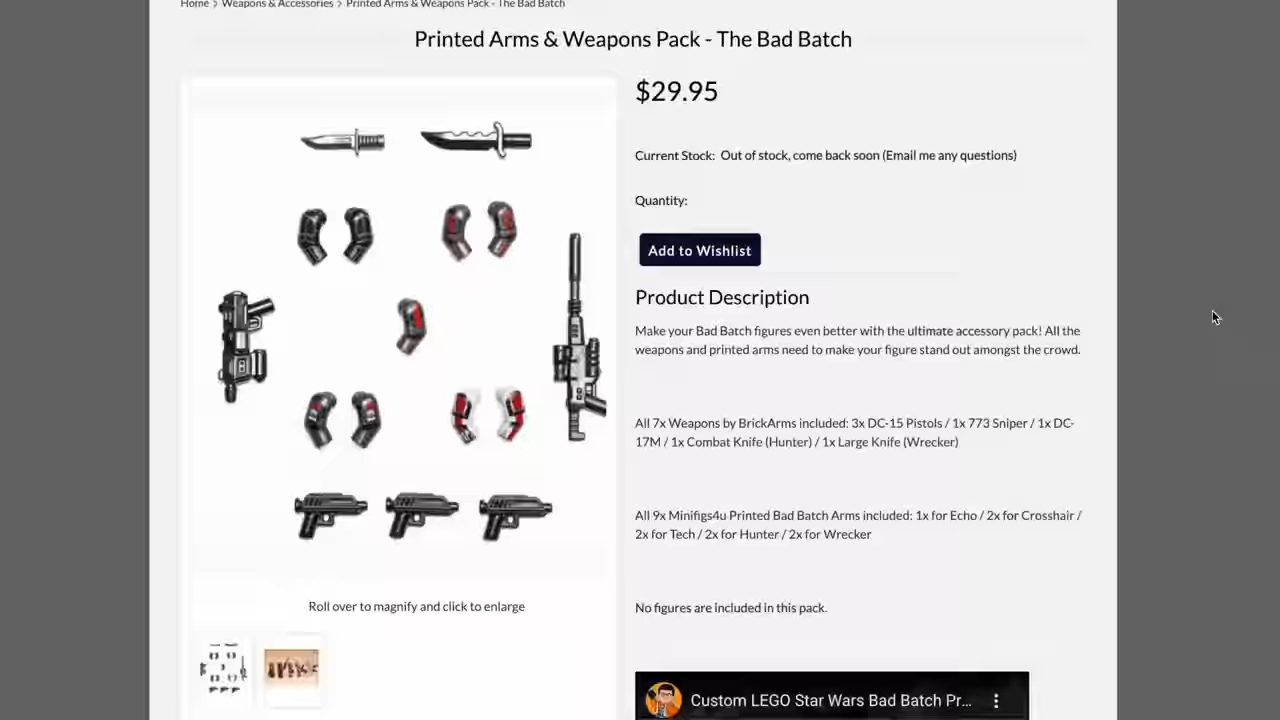 Home > Weapons & Accessories > Printed Arms & Weapons Pack - The Bad Batch
Printed Arms & Weapons Pack - The Bad Batch
$29.95
Current Stock: Out of stock, come back soon (Email me any questions)
Quantity:
Add to Wishlist
Product Description
Make your Bad Batch figures even better with the ultimate accessory pack! All the
weapons and printed arms need to make your figure stand out amongst the crowd.
All 7x Weapons by BrickArms included: 3x DC-15 Pistols / 1x 773 Sniper / 1x DC-
17M / 1x Combat Knife (Hunter) / 1x Large Knife (Wrecker)
All 9x Minifigs4u Printed Bad Batch Arms included: 1x for Echo / 2x for Crosshair /
2x for Tech / 2x for Hunter / 2x for Wrecker
No figures are included in this pack.
Roll over to magnify and click to enlarge
Custom LEGO Star Wars Bad Batch Pr...